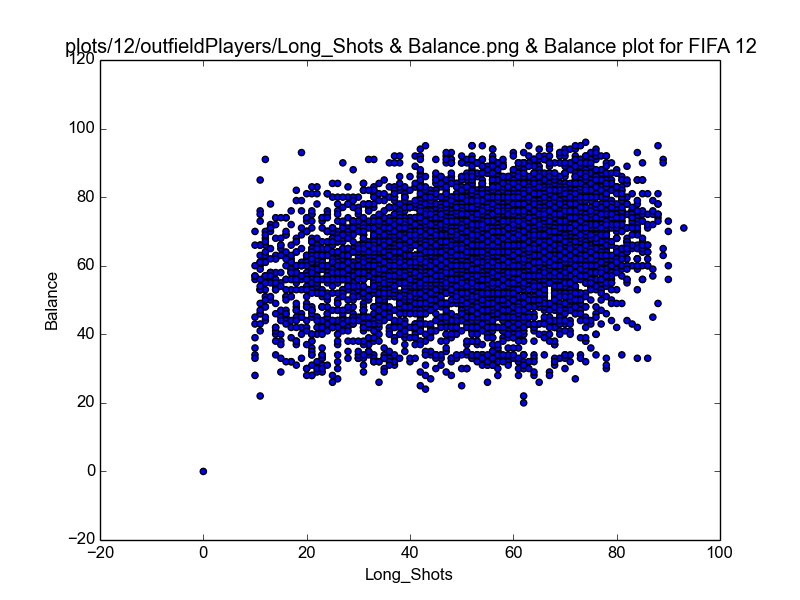 plots/12/outfieldPlayers/Long_Shots & Balance.png & Balance plot for FIFA 12
120
100
80
60
40
20
0
−20
Balance
−20 0 20 40 60 80 100
Long_Shots